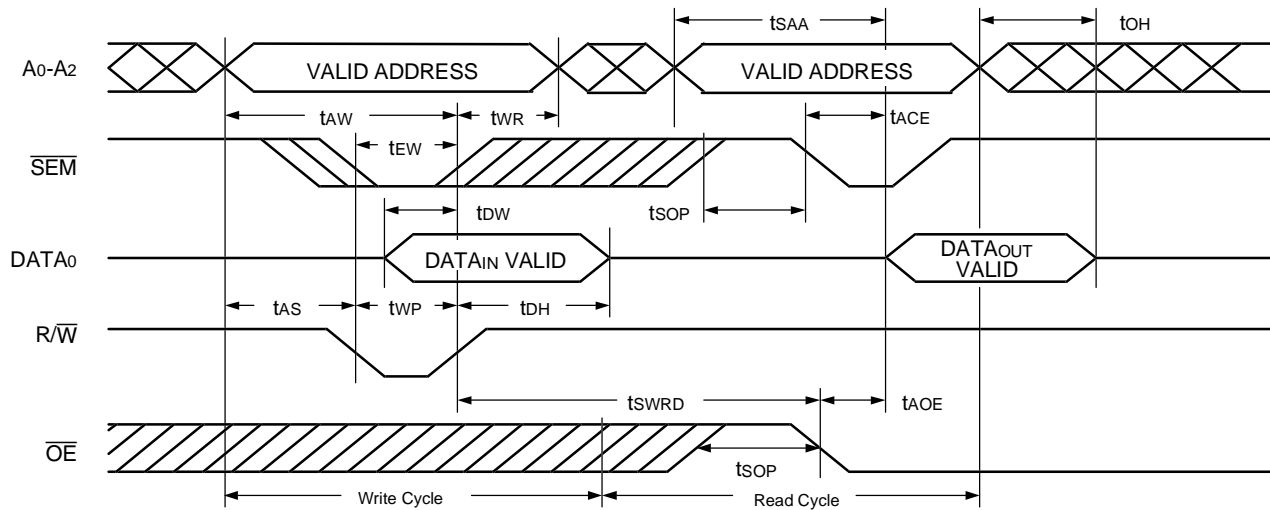 tSAA
tOH
A0-A2
VALID ADDRESS
VALID ADDRESS
tAW
tWR
tACE
tEW
SEM
tDW
tSOP
DATA0
DATAIN VALID
DATAOUT
VALID
tAS
tWP
tDH
R/W
tSWRD
tAOE
OE
tSOP
Write Cycle
Read Cycle